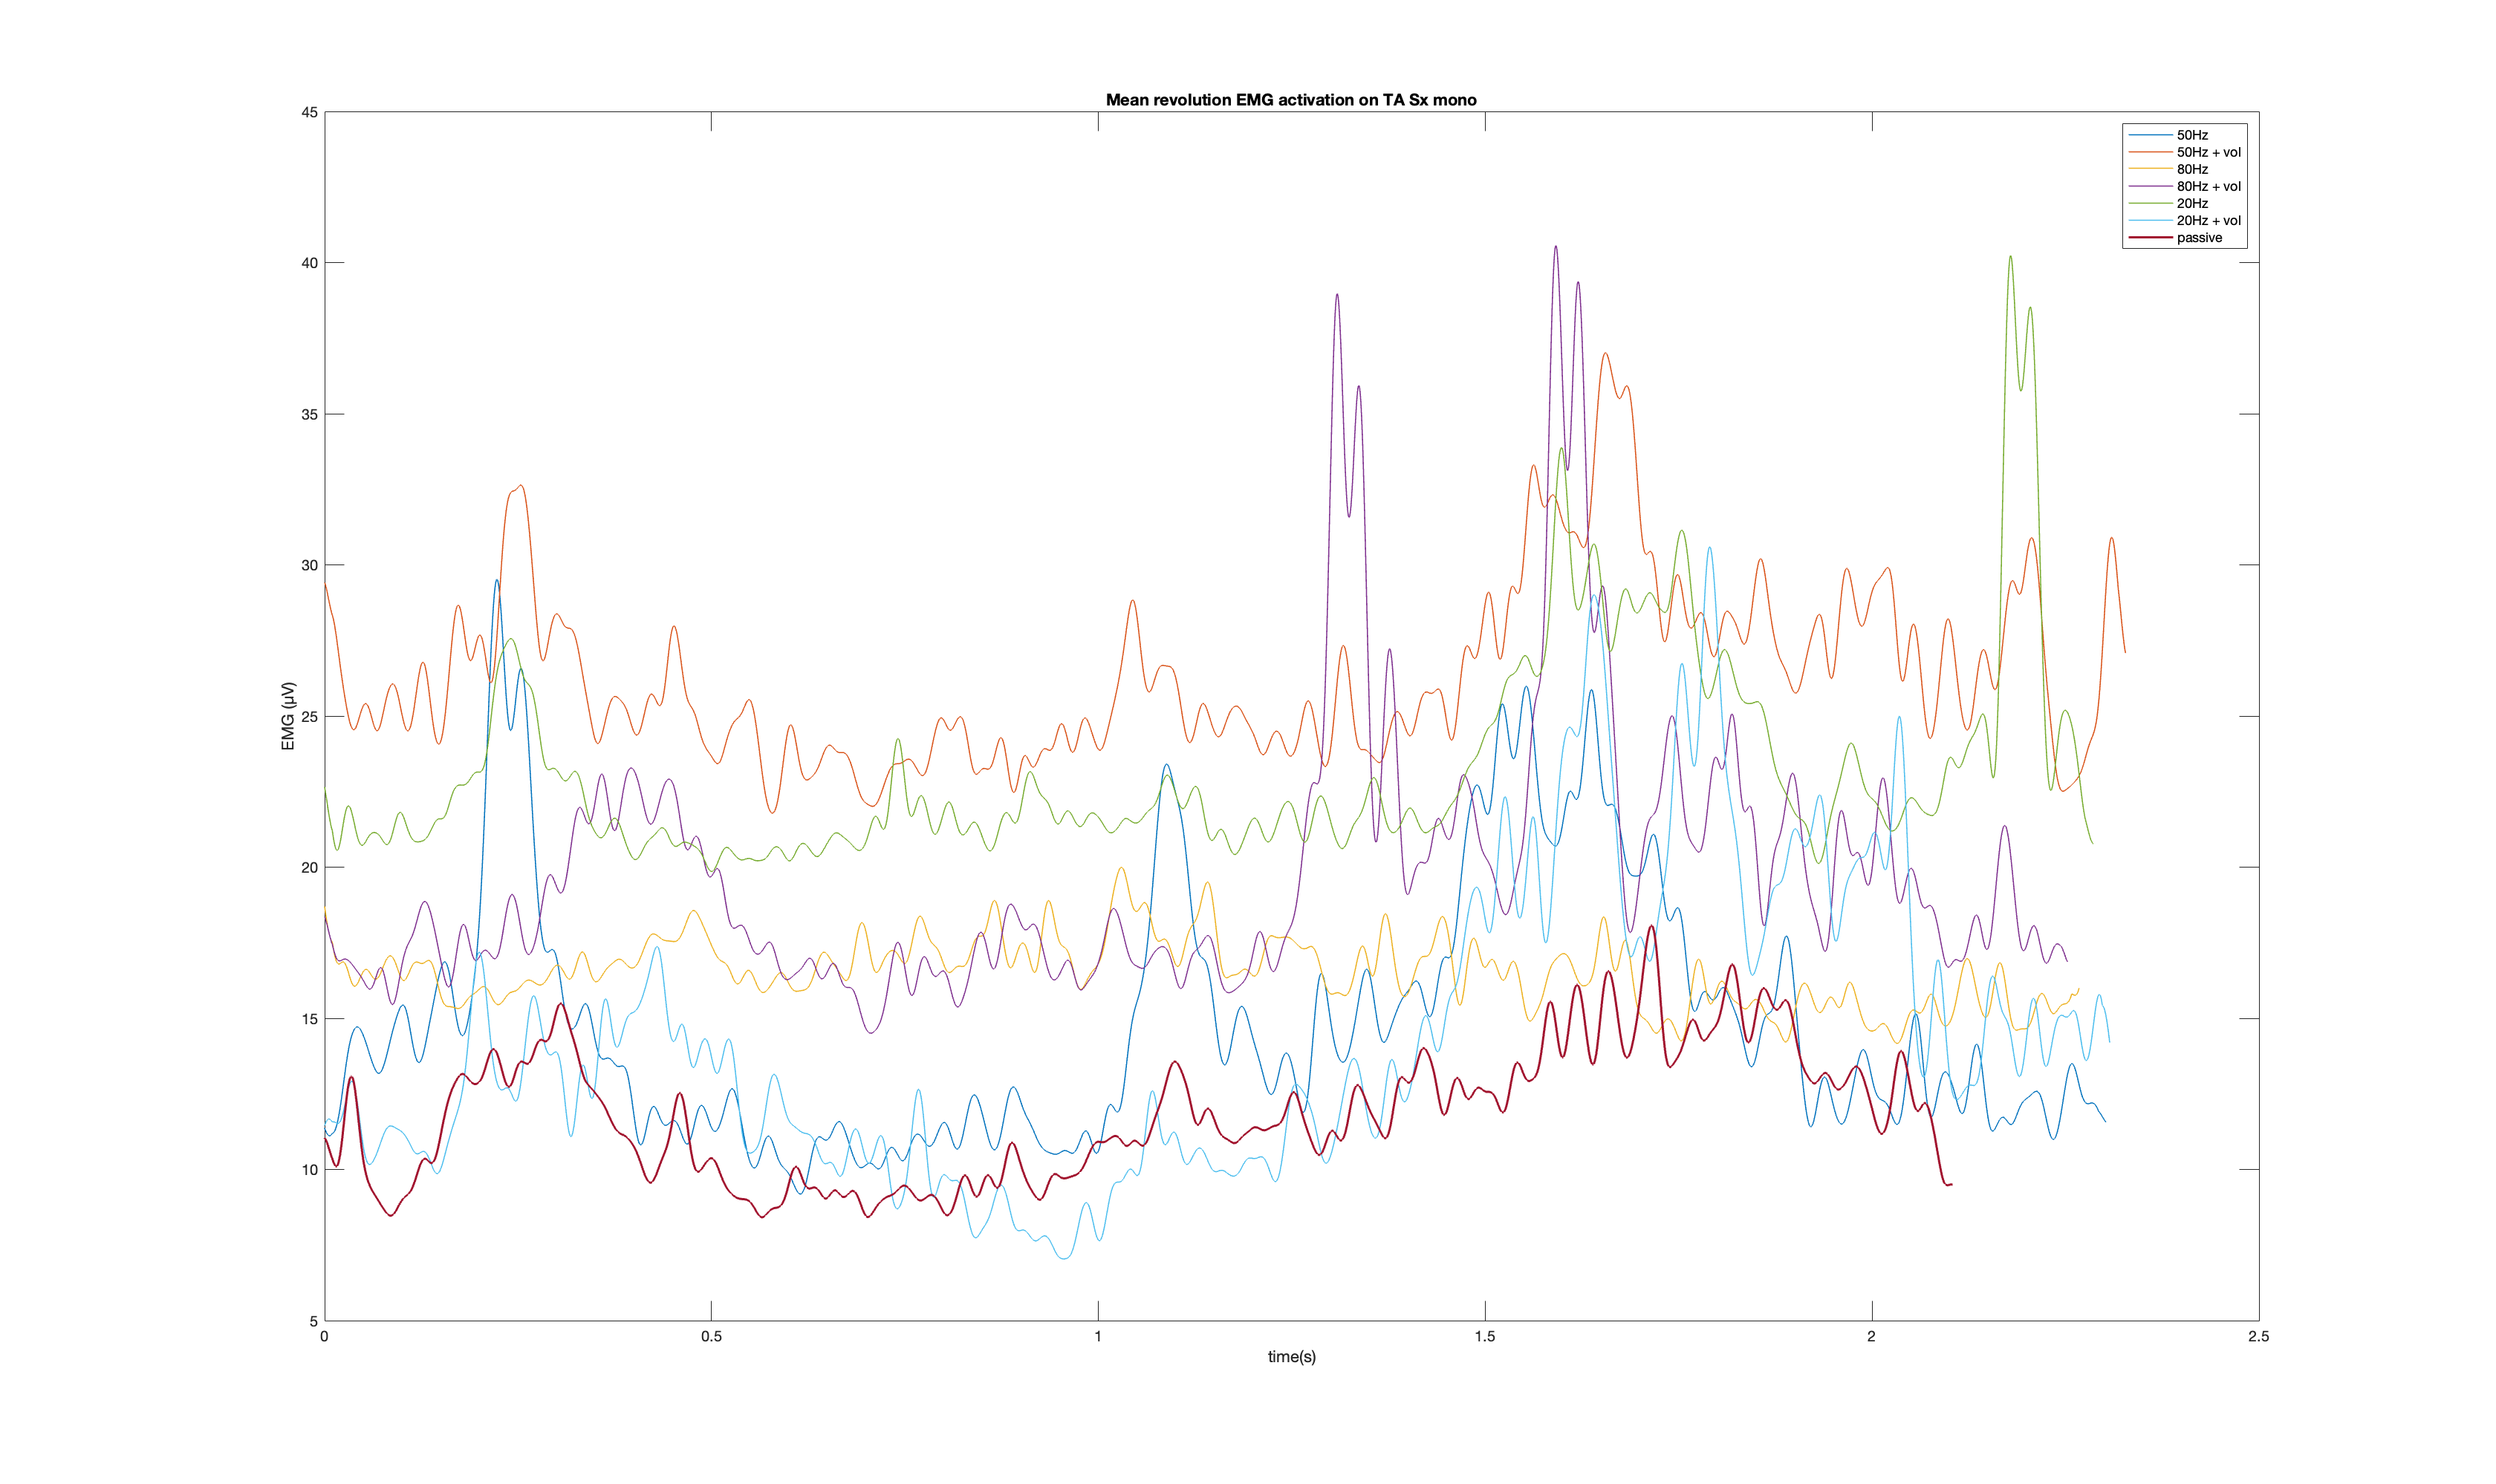 Mean revolution EMG activation on TA Sx mono
45
40
35
30
25
20
15
10
5
EMG (μV)
0
0.5
1
1.5
2
2.5
time(s)
50Hz
50Hz + vol
80Hz
80Hz + vol
20Hz
20Hz + vol
passive